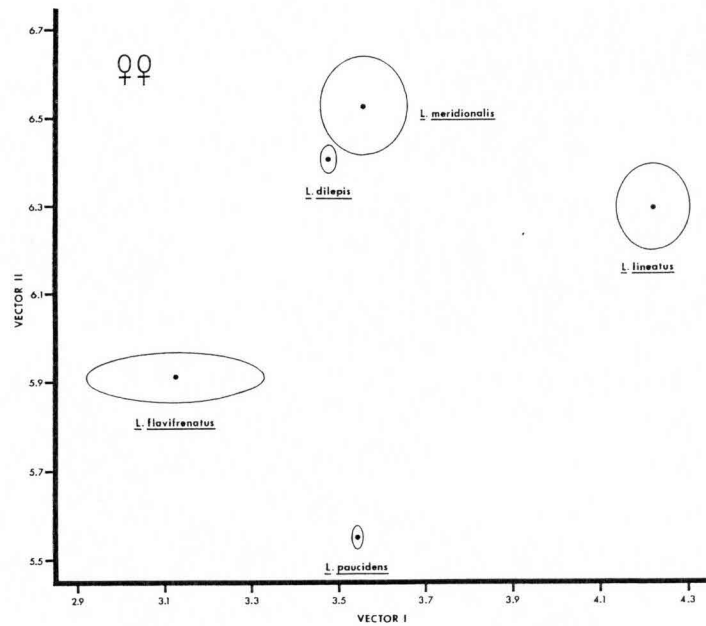 6.7
♀♀
6.5
L. meridionalis
L. dilepis
6.3
L. lineatus
6.1
VECTOR II
5.9
L. flavifrenatus
5.7
5.5
L. paucidens
2.9 3.1 3.3 3.5 3.7 3.9 4.1 4.3
VECTOR I